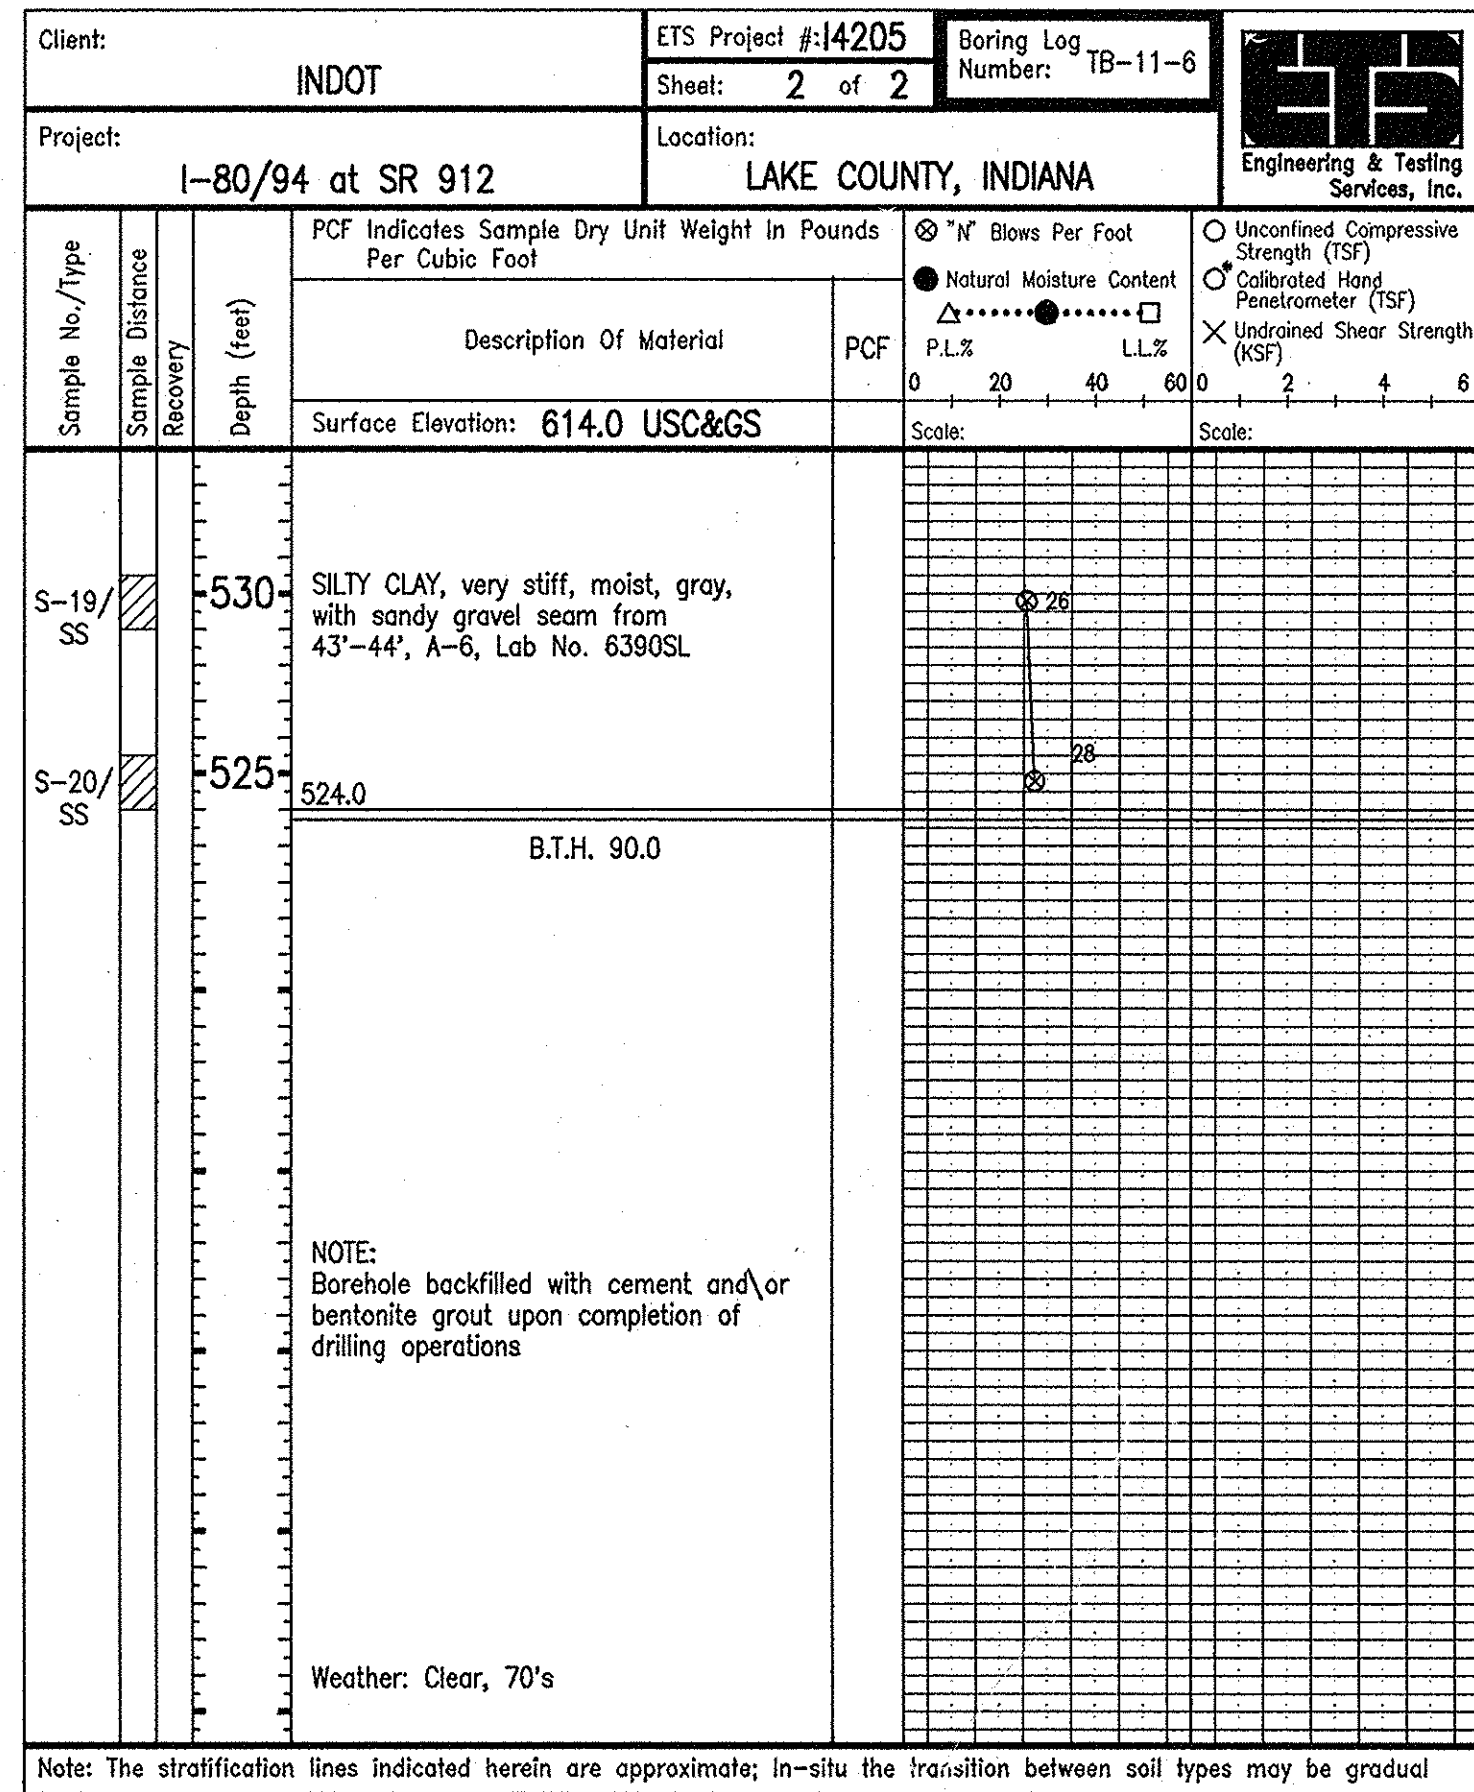 Client:
INDOT
ETS Project #:14205
Sheet: 2 of 2
Boring Log
Number: TB-11-6
ETS
Engineering & Testing
Services, Inc.
Project:
I-80/94 at SR 912
Location:
LAKE COUNTY, INDIANA
Sample No./Type
Sample Distance
Recovery
Depth (feet)
PCF Indicates Sample Dry Unit Weight In Pounds
Per Cubic Foot
Description Of Material
PCF
Surface Elevation: 614.0 USC&GS
"N" Blows Per Foot
Natural Moisture Content
P.L.% L.L.%
0 20 40 60
Scale:
Unconfined Compressive
Strength (TSF)
* Calibrated Hand
Penetrometer (TSF)
Undrained Shear Strength
(KSF)
0 2 4 6
Scale:
S-19/
SS
530
SILTY CLAY, very stiff, moist, gray,
with sandy gravel seam from
43'-44', A-6, Lab No. 6390SL
26
S-20/
SS
525
28
524.0
B.T.H. 90.0
NOTE:
Borehole backfilled with cement and\or
bentonite grout upon completion of
drilling operations
Weather: Clear, 70's
Note: The stratification lines indicated herein are approximate; In-situ the transition between soil types may be gradual